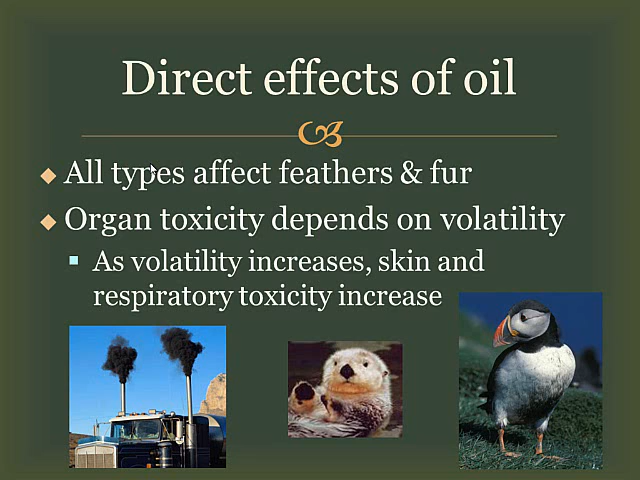 Direct effects of oil
All types affect feathers & fur
Organ toxicity depends on volatility
As volatility increases, skin and
respiratory toxicity increase